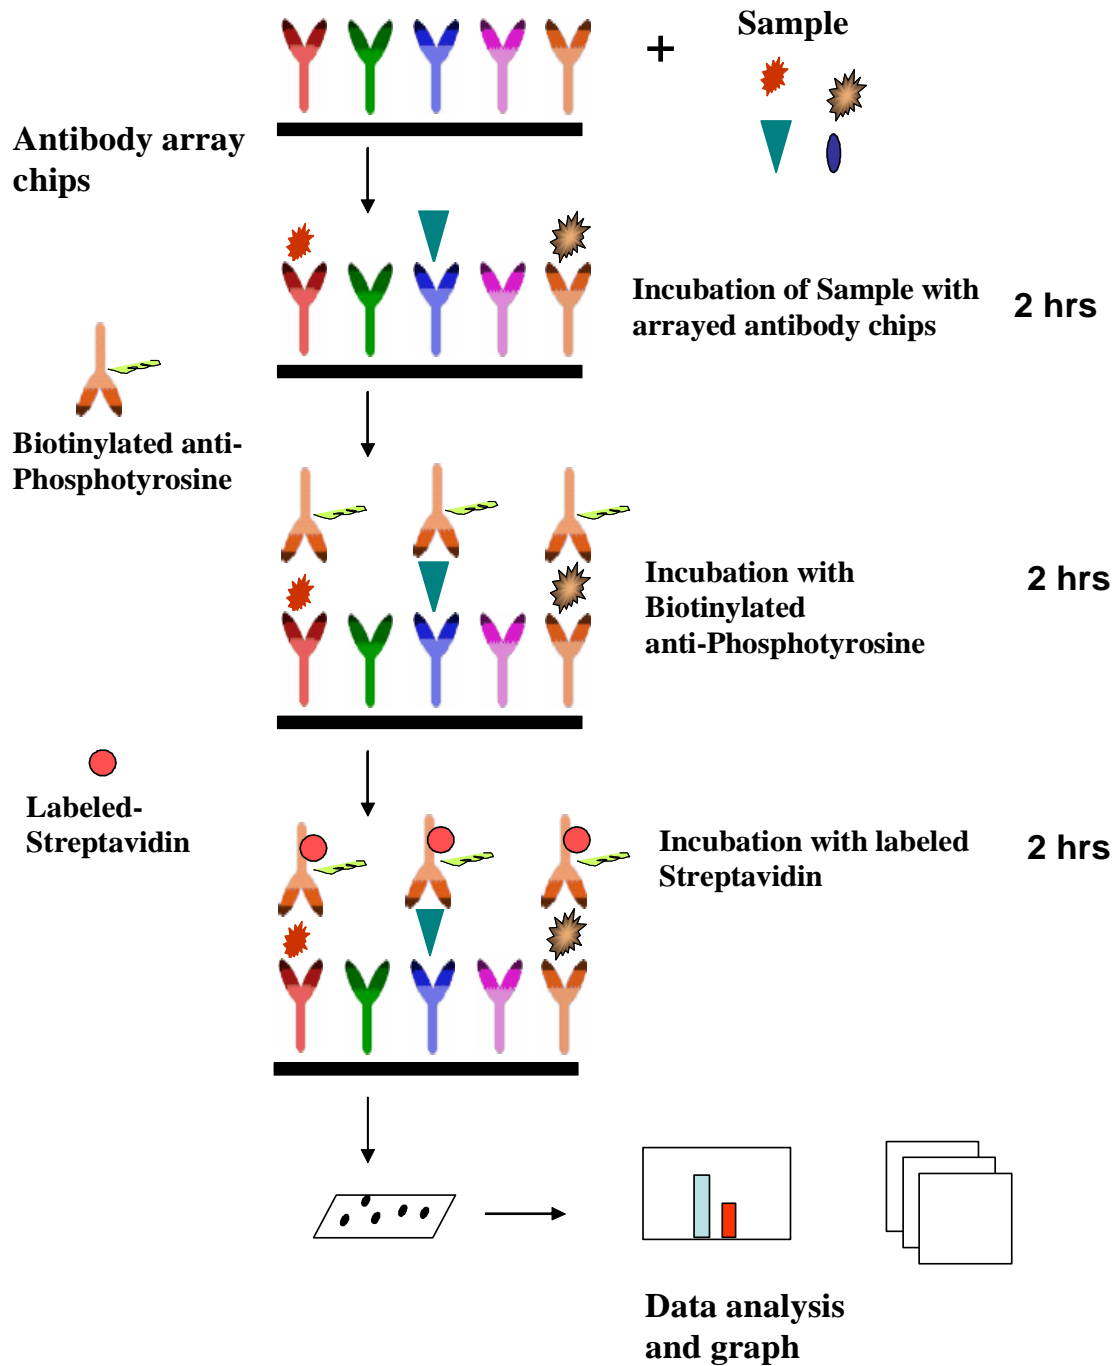 Sample
+
Antibody array
chips
Incubation of Sample with
arrayed antibody chips
2 hrs
Biotinylated anti-
Phosphotyrosine
Incubation with
Biotinylated
anti-Phosphotyrosine
2 hrs
Labeled-
Streptavidin
Incubation with labeled
Streptavidin
2 hrs
Data analysis
and graph